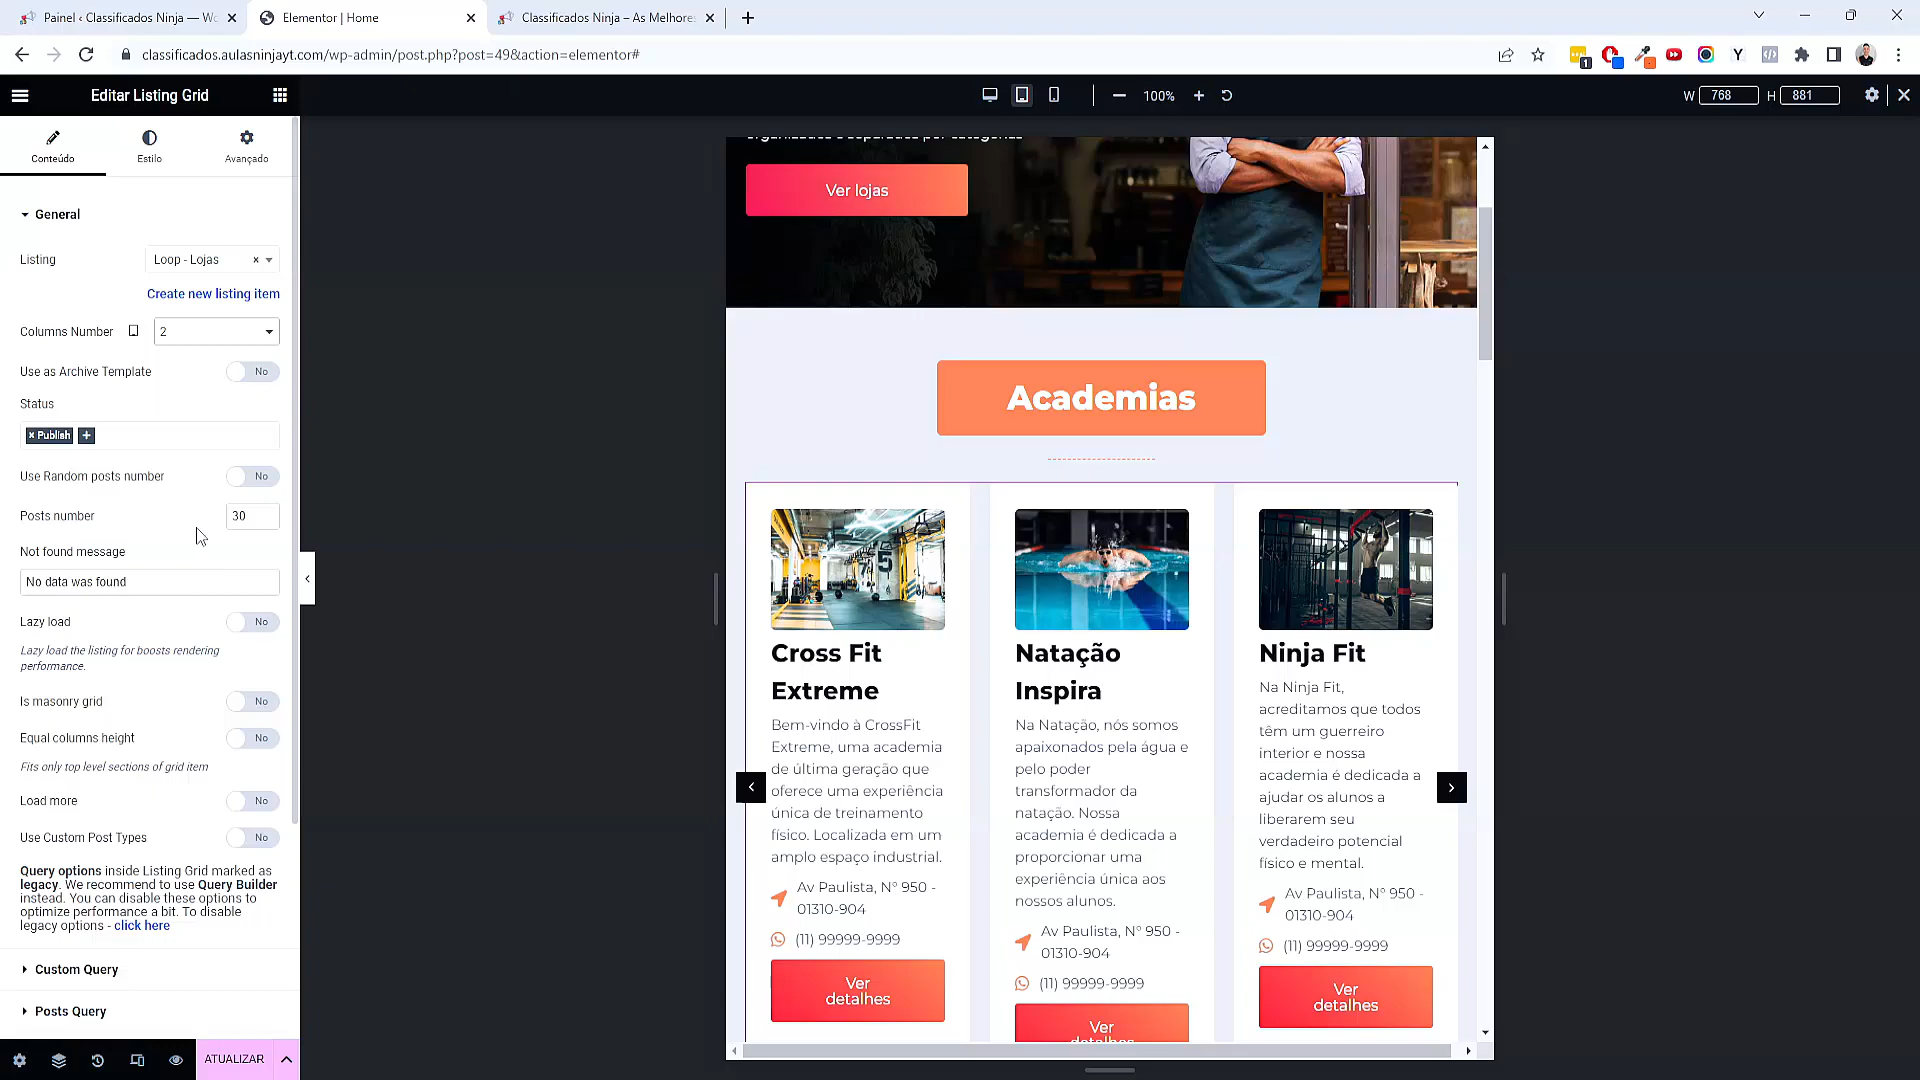 Painel ‹ Classificados Ninja — Wo
Elementor | Home
Classificados Ninja – As Melhores
classificados.aulasninjayt.com/wp-admin/post.php?post=49&action=elementor#
1
Y
Editar Listing Grid
100%
W 768 H 881
Conteúdo
Estilo
Avançado
General
Listing
Loop - Lojas
Create new listing item
Columns Number
2
Use as Archive Template
No
Status
× Publish +
Use Random posts number
No
Posts number
30
Not found message
No data was found
Lazy load
No
Lazy load the listing for boosts rendering
performance.
Is masonry grid
No
Equal columns height
No
Fits only top level sections of grid item
Load more
No
Use Custom Post Types
No
Query options inside Listing Grid marked as
legacy. We recommend to use Query Builder
instead. You can disable these options to
optimize performance a bit. To disable
legacy options - click here
Custom Query
Posts Query
ATUALIZAR
organizados e separados por categoria
Ver lojas
Academias
Cross Fit
Extreme
Bem-vindo à CrossFit
Extreme, uma academia
de última geração que
oferece uma experiência
única de treinamento
físico. Localizada em um
amplo espaço industrial.
Av Paulista, N° 950 -
01310-904
(11) 99999-9999
Ver
detalhes
Natação
Inspira
Na Natação, nós somos
apaixonados pela água e
pelo poder
transformador da
natação. Nossa
academia é dedicada a
proporcionar uma
experiência única aos
nossos alunos.
Av Paulista, N° 950 -
01310-904
(11) 99999-9999
Ver
detalhes
Ninja Fit
Na Ninja Fit,
acreditamos que todos
têm um guerreiro
interior e nossa
academia é dedicada a
ajudar os alunos a
liberarem seu
verdadeiro potencial
físico e mental.
Av Paulista, N° 950 -
01310-904
(11) 99999-9999
Ver
detalhes